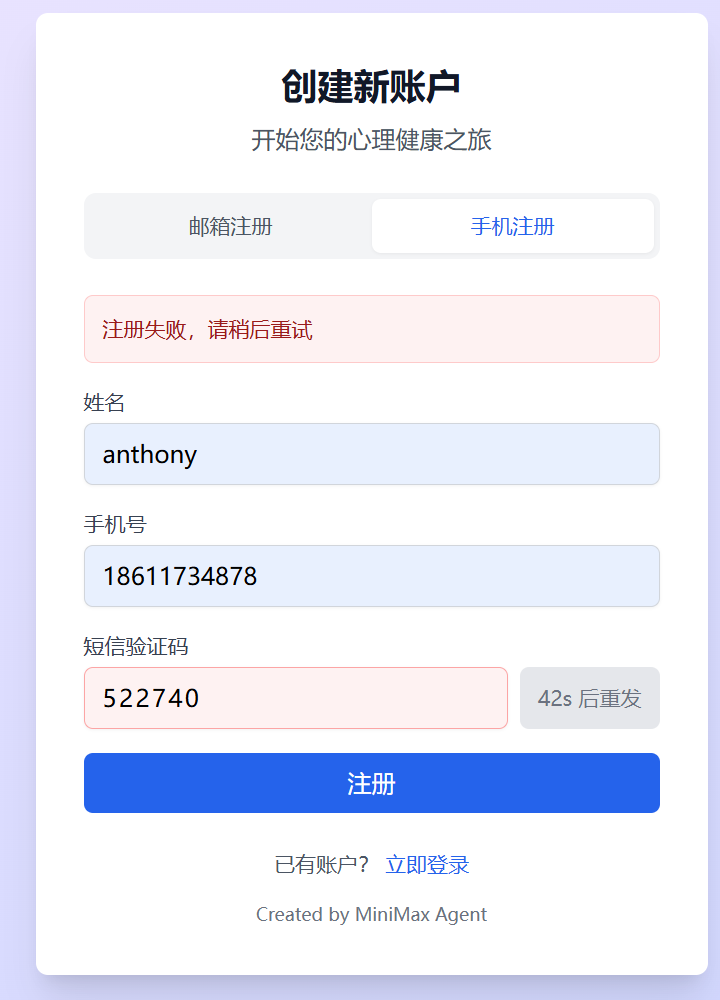 创建新账户
开始您的心理健康之旅
邮箱注册 手机注册
注册失败，请稍后重试
姓名
anthony
手机号
18611734878
短信验证码
522740 42s 后重发
注册
已有账户？ 立即登录
Created by MiniMax Agent